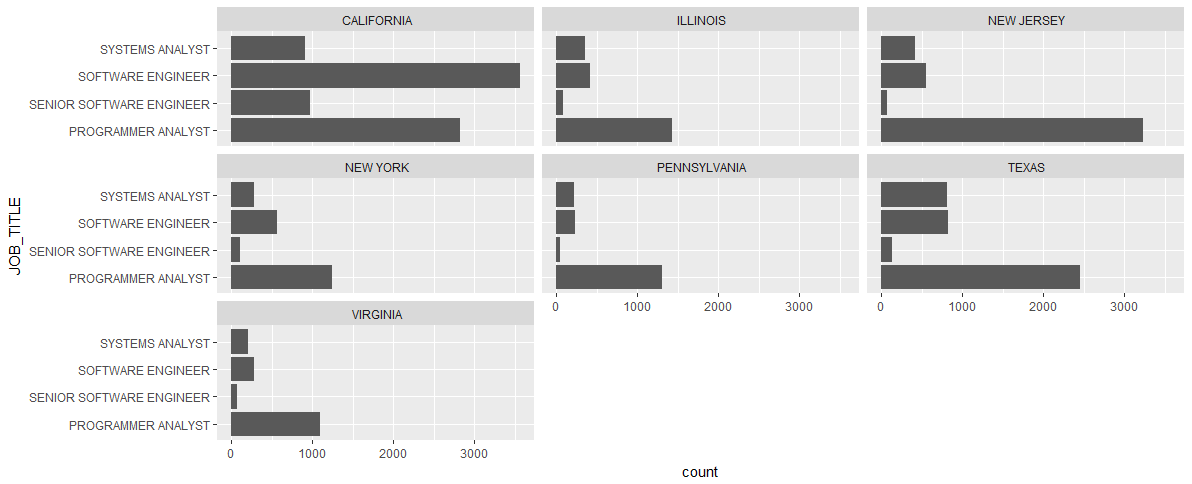 CALIFORNIA
ILLINOIS
NEW JERSEY
SYSTEMS ANALYST
SOFTWARE ENGINEER
SENIOR SOFTWARE ENGINEER
PROGRAMMER ANALYST
NEW YORK
PENNSYLVANIA
TEXAS
JOB_TITLE
SYSTEMS ANALYST
SOFTWARE ENGINEER
SENIOR SOFTWARE ENGINEER
PROGRAMMER ANALYST
0 1000 2000 3000
0 1000 2000 3000
VIRGINIA
SYSTEMS ANALYST
SOFTWARE ENGINEER
SENIOR SOFTWARE ENGINEER
PROGRAMMER ANALYST
0 1000 2000 3000
count